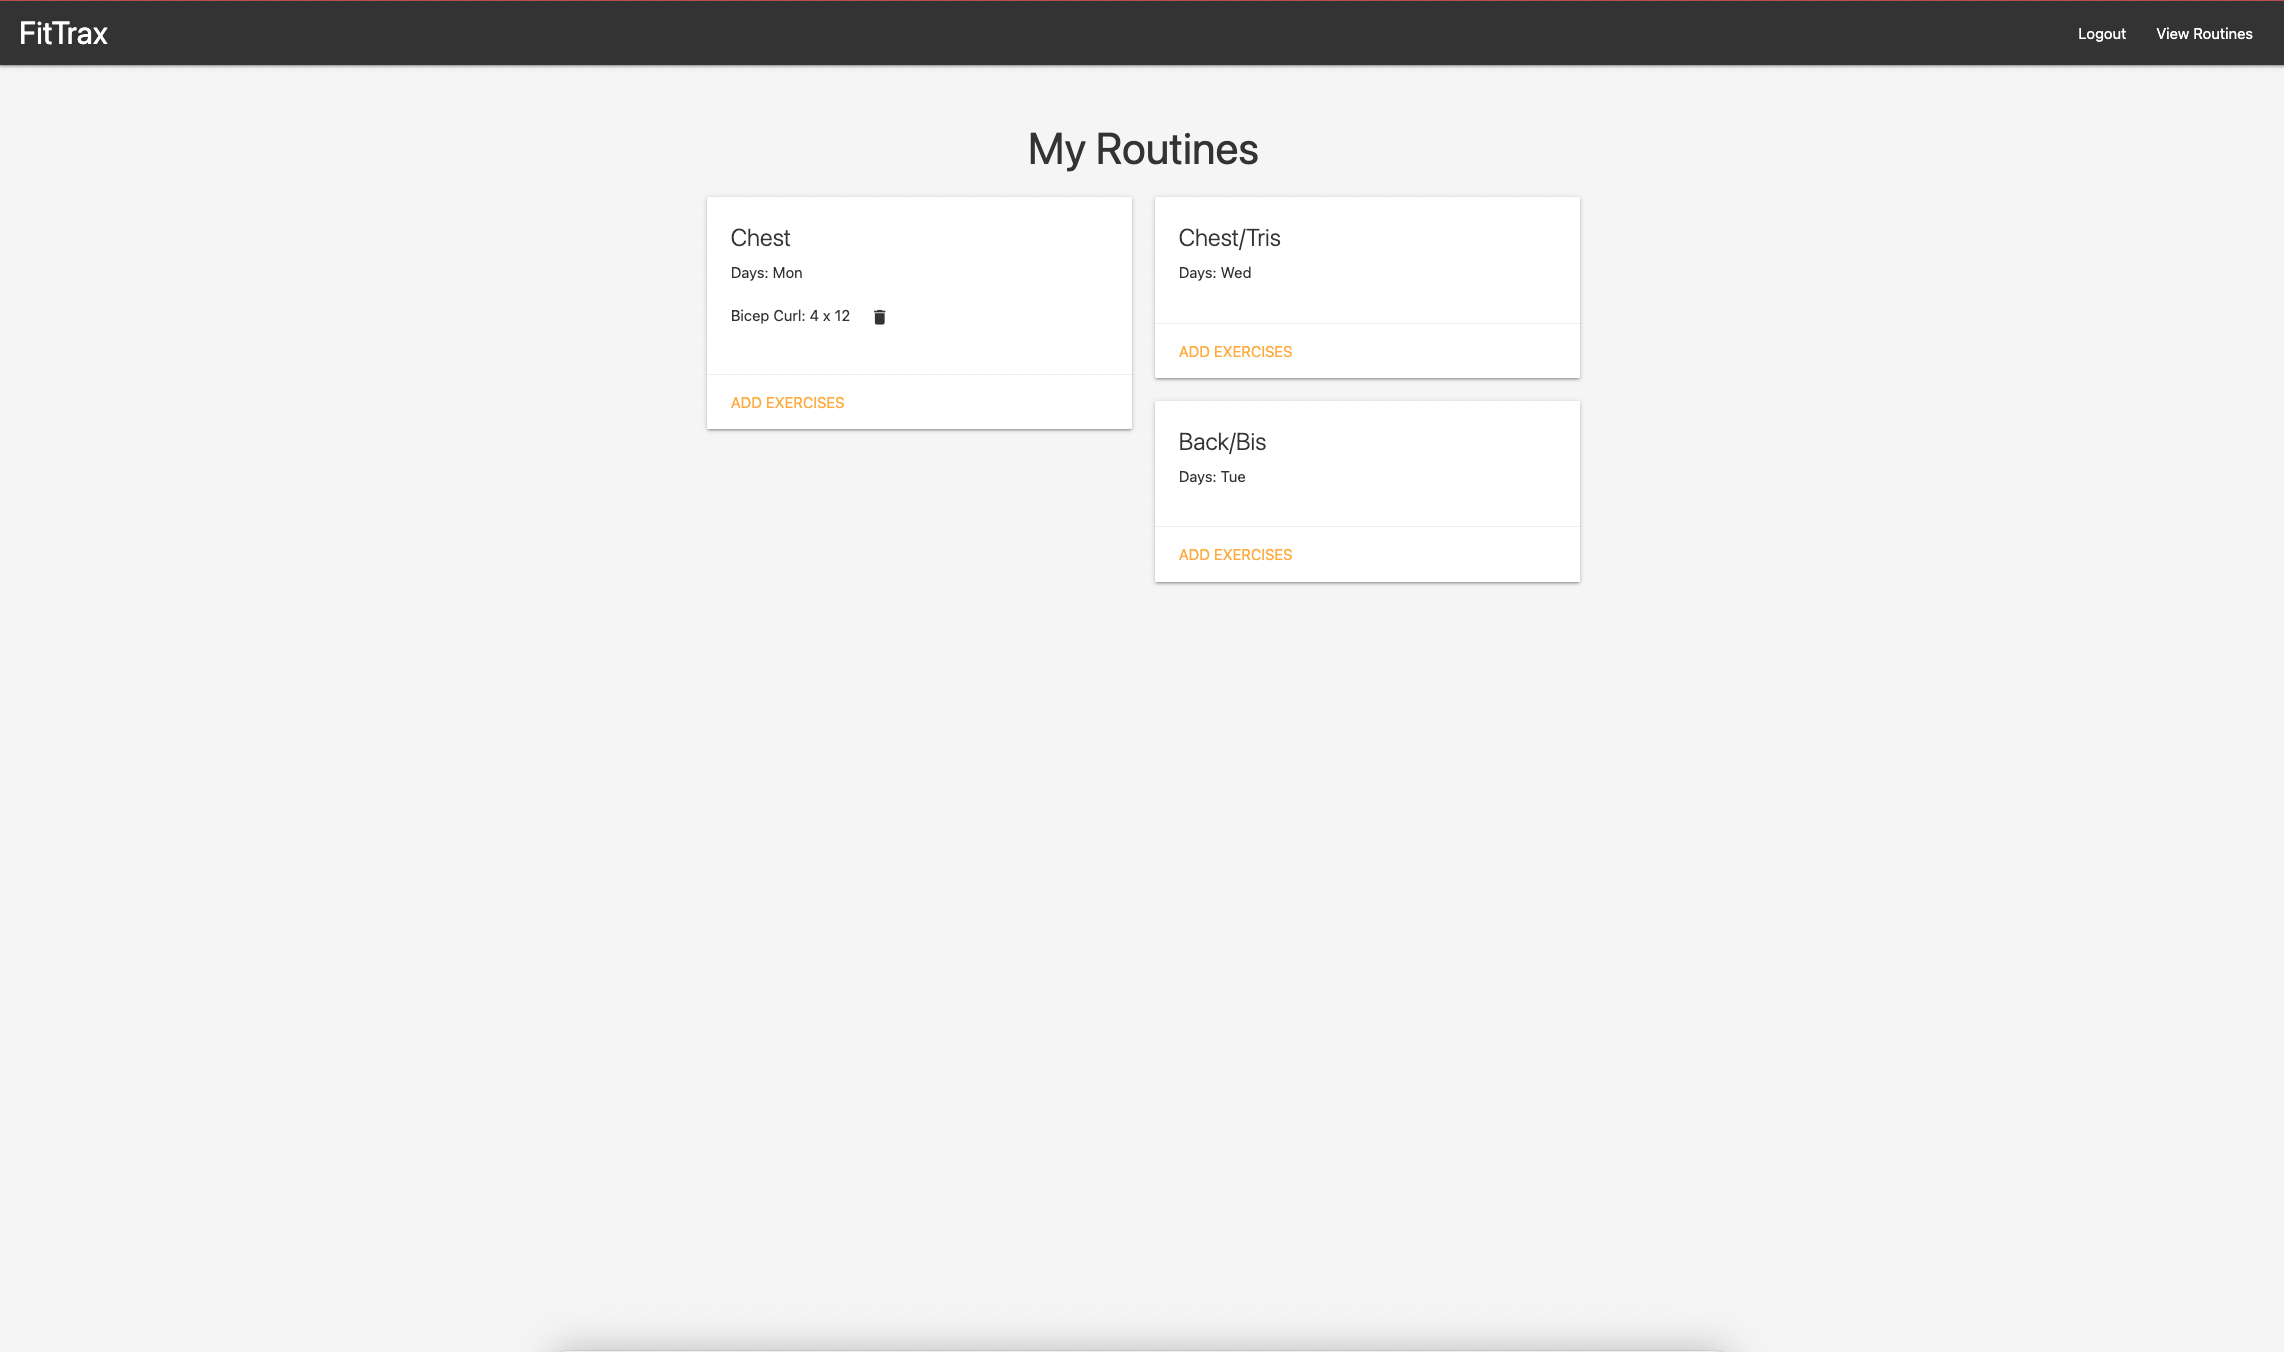 FitTrax
Logout
View Routines
My Routines
Chest
Days: Mon
Bicep Curl: 4 x 12
ADD EXERCISES
Chest/Tris
Days: Wed
ADD EXERCISES
Back/Bis
Days: Tue
ADD EXERCISES